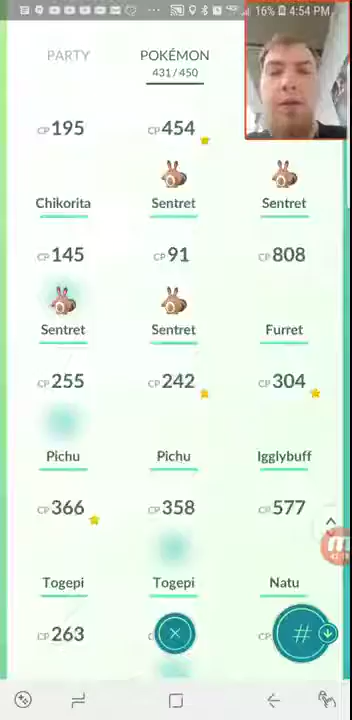 16% 4:54 PM
PARTY
POKÉMON
431 / 450
CP195
CP454
Chikorita
Sentret
Sentret
CP145
CP91
CP808
Sentret
Sentret
Furret
CP255
CP242
CP304
Pichu
Pichu
Igglybuff
CP366
CP358
CP577
Togepi
Togepi
Natu
CP263
CP
#